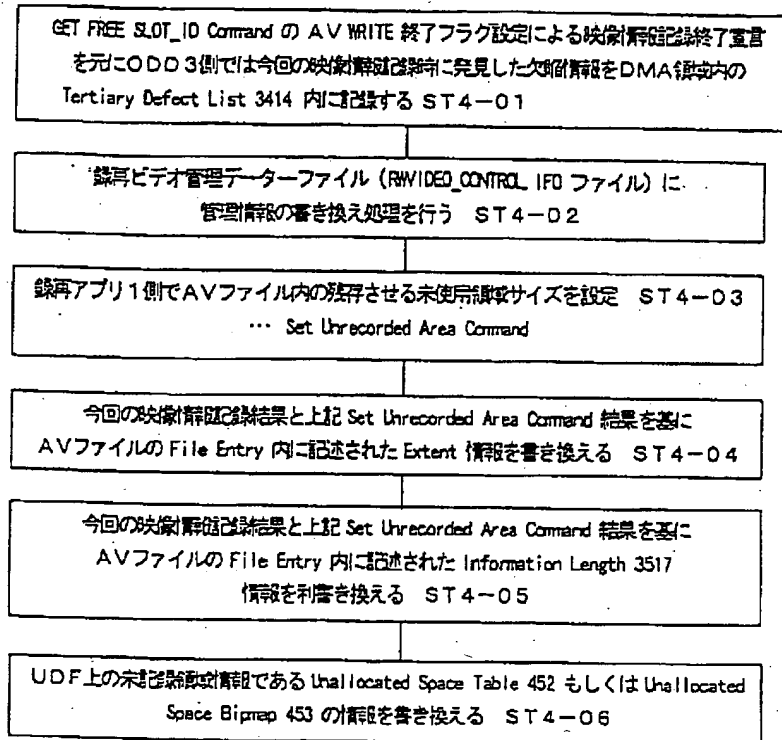 GET FREE SLOT_ID Command の AV WRITE 終了フラグ設定による映像情報記録終了宣言
を元にODD3側では今回の映像情報記録時に発見した欠陥情報をDMA領域内の
Tertiary Defect List 3414 内に記録する ST4-01
録再ビデオ管理データーファイル(RWVIDEO_CONTROL.IFO ファイル)に
管理情報の書き換え処理を行う ST4-02
録再アプリ1側でAVファイル内の残存させる未使用領域サイズを設定 ST4-03
… Set Unrecorded Area Command
今回の映像情報記録結果と上記 Set Unrecorded Area Command 結果を基に
AVファイルの File Entry 内に記述された Extent 情報を書き換える ST4-04
今回の映像情報記録結果と上記 Set Unrecorded Area Command 結果を基に
AVファイルの File Entry 内に記述された Information Length 3517
情報を利書き換える ST4-05
UDF上の未記録領域情報である Unallocated Space Table 452 もしくは Unallocated
Space Bipmap 453 の情報を書き換える ST4-06